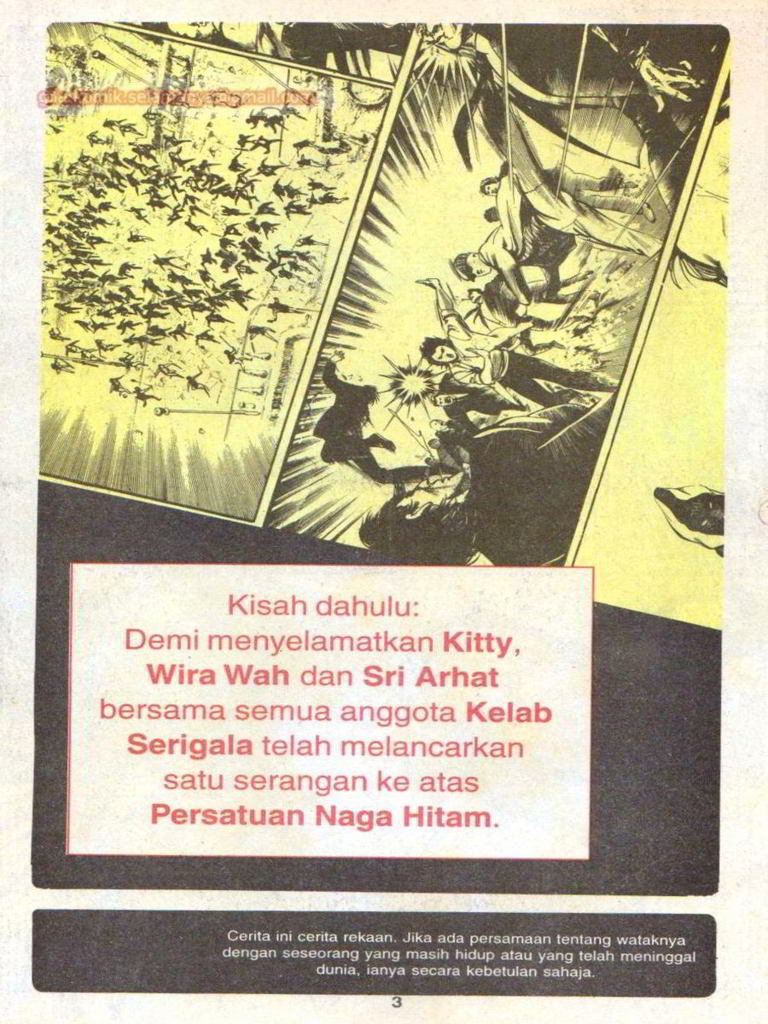 Kisah dahulu:
Demi menyelamatkan Kitty,
Wira Wah dan Sri Arhat
bersama semua anggota Kelab
Serigala telah melancarkan
satu serangan ke atas
Persatuan Naga Hitam.
Cerita ini cerita rekaan. Jika ada persamaan tentang wataknya
dengan seseorang yang masih hidup atau yang telah meninggal
dunia, ianya secara kebetulan sahaja.
3